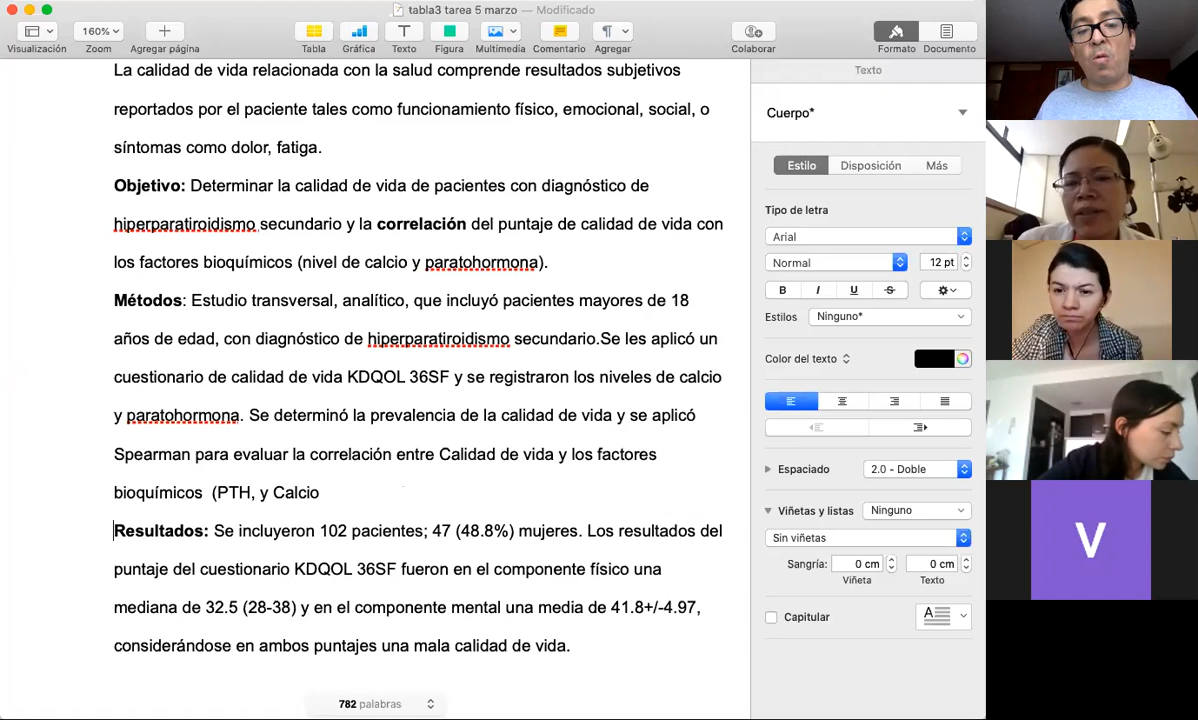 tabla3 tarea 5 marzo — Modificado
160%
Visualización Zoom Agregar página Tabla Gráfica Texto Figura Multimedia Comentario Agregar Colaborar Formato Documento
La calidad de vida relacionada con la salud comprende resultados subjetivos
reportados por el paciente tales como funcionamiento físico, emocional, social, o
síntomas como dolor, fatiga.
Objetivo: Determinar la calidad de vida de pacientes con diagnóstico de
hiperparatiroidismo secundario y la correlación del puntaje de calidad de vida con
los factores bioquímicos (nivel de calcio y paratohormona).
Métodos: Estudio transversal, analítico, que incluyó pacientes mayores de 18
años de edad, con diagnóstico de hiperparatiroidismo secundario.Se les aplicó un
cuestionario de calidad de vida KDQOL 36SF y se registraron los niveles de calcio
y paratohormona. Se determinó la prevalencia de la calidad de vida y se aplicó
Spearman para evaluar la correlación entre Calidad de vida y los factores
bioquímicos (PTH, y Calcio
Resultados: Se incluyeron 102 pacientes; 47 (48.8%) mujeres. Los resultados del
puntaje del cuestionario KDQOL 36SF fueron en el componente físico una
mediana de 32.5 (28-38) y en el componente mental una media de 41.8+/-4.97,
considerándose en ambos puntajes una mala calidad de vida.
782 palabras
Texto
Cuerpo*
Estilo Disposición Más
Tipo de letra
Arial
Normal 12 pt
B I U S
Estilos Ninguno*
Color del texto
Espaciado 2.0 - Doble
Viñetas y listas Ninguno
Sin viñetas
Sangría: 0 cm 0 cm
Viñeta Texto
Capitular
A
V